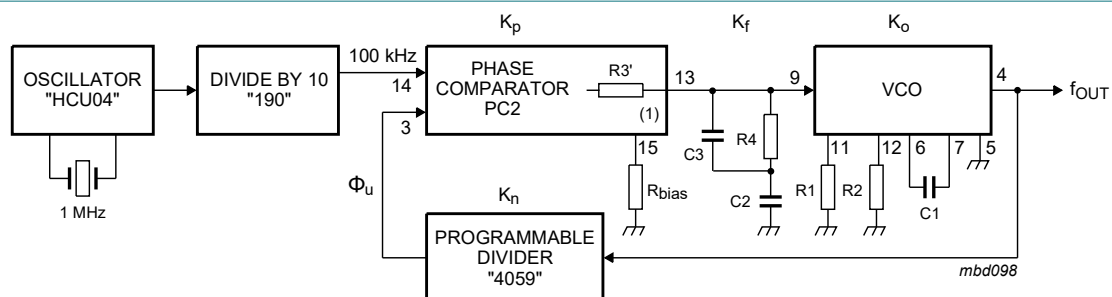 Kp
Kf
Ko
OSCILLATOR
"HCU04"
DIVIDE BY 10
"190"
100 kHz
14
3
PHASE
COMPARATOR
PC2
R3'
(1)
13
9
VCO
4
fOUT
15
Rbias
C3
R4
C2
11
12
6
7
5
R1
R2
C1
1 MHz
Φu
Kn
PROGRAMMABLE
DIVIDER
"4059"
mbd098